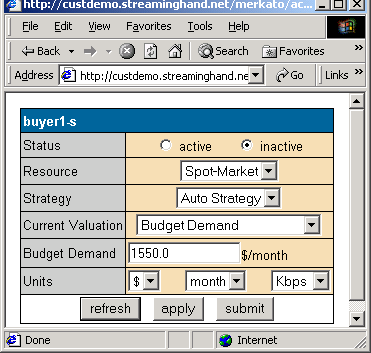 http://custdemo.streaminghand.net/merkato/ac...
File Edit View Favorites Tools Help
Back Search Favorites
Address http://custdemo.streaminghand.ne Go Links »
buyer1-s
Status active inactive
Resource Spot-Market
Strategy Auto Strategy
Current Valuation Budget Demand
Budget Demand 1550.0 $/month
Units $ month Kbps
refresh apply submit
Done Internet